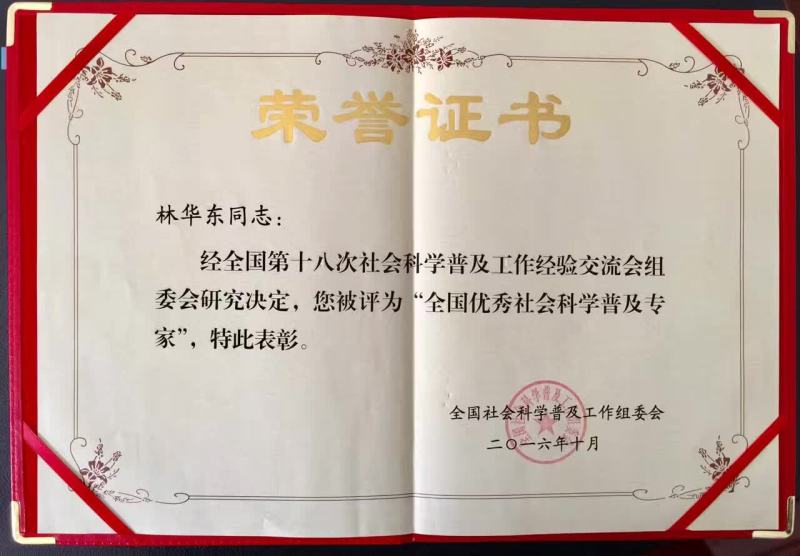 荣誉证书
林华东同志：
经全国第十八次社会科学普及工作经验交流会组
委会研究决定，您被评为“全国优秀社会科学普及专
家”，特此表彰。
全国社会科学普及工作组委会
二〇一六年十月